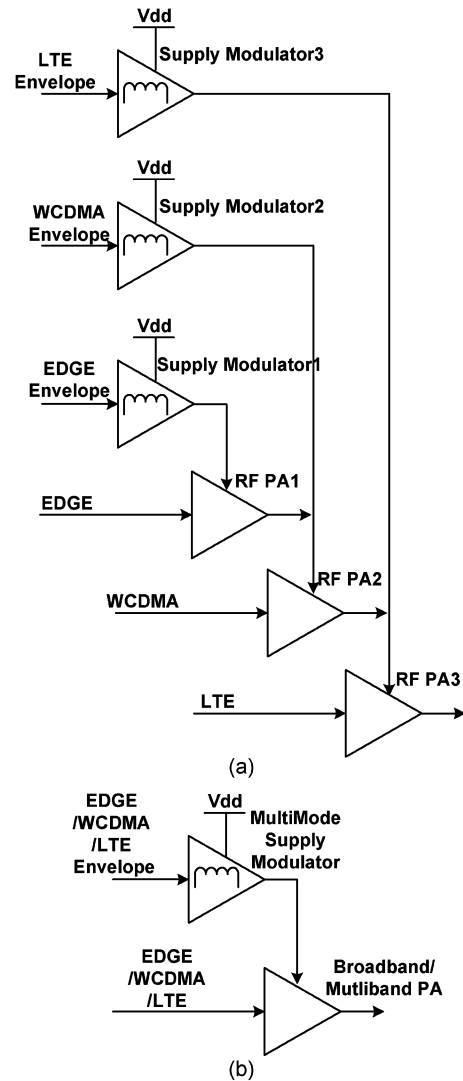 Vdd
Supply Modulator3
LTE
Envelope
Vdd
Supply Modulator2
WCDMA
Envelope
Vdd
Supply Modulator1
EDGE
Envelope
RF PA1
EDGE
RF PA2
WCDMA
RF PA3
LTE
(a)
EDGE
/WCDMA
/LTE
Envelope
Vdd
MultiMode
Supply
Modulator
EDGE
/WCDMA
/LTE
Broadband/
Mutliband PA
(b)